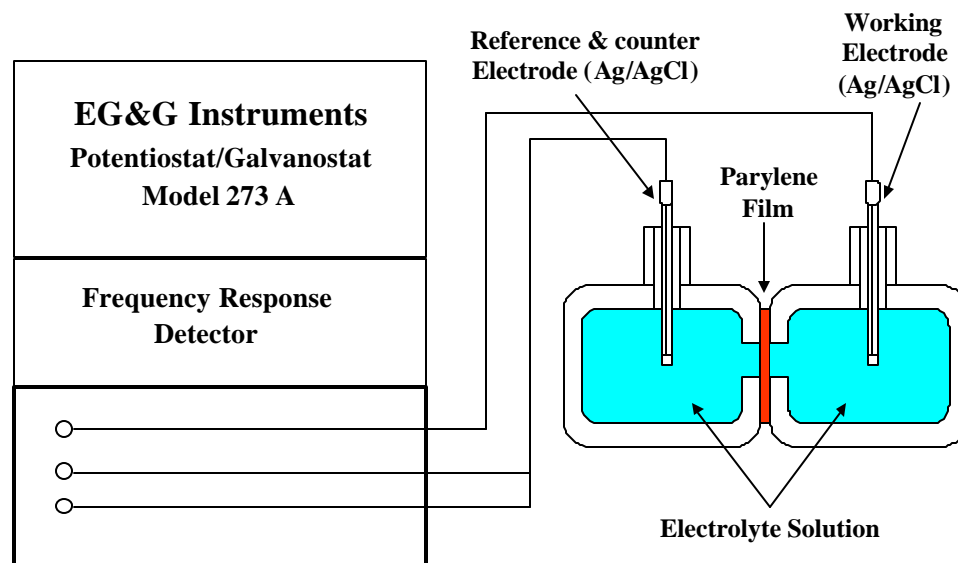 EG&G Instruments
Potentiostat/Galvanostat
Model 273 A
Frequency Response
Detector
Reference & counter
Electrode (Ag/AgCl)
Working
Electrode
(Ag/AgCl)
Parylene
Film
Electrolyte Solution